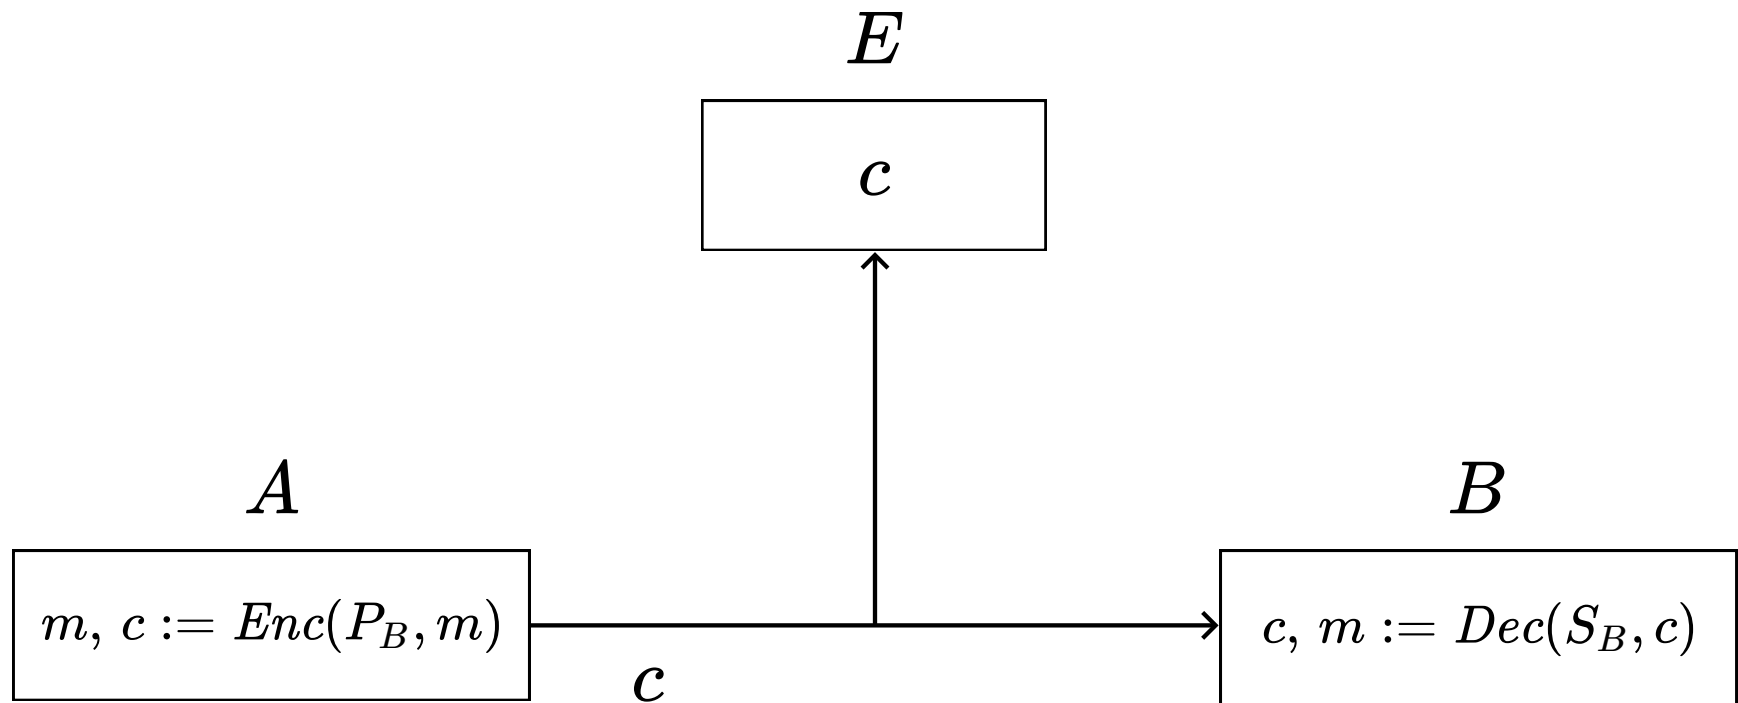 E
c
A
B
m, c := Enc(P_B, m)
c, m := Dec(S_B, c)
c